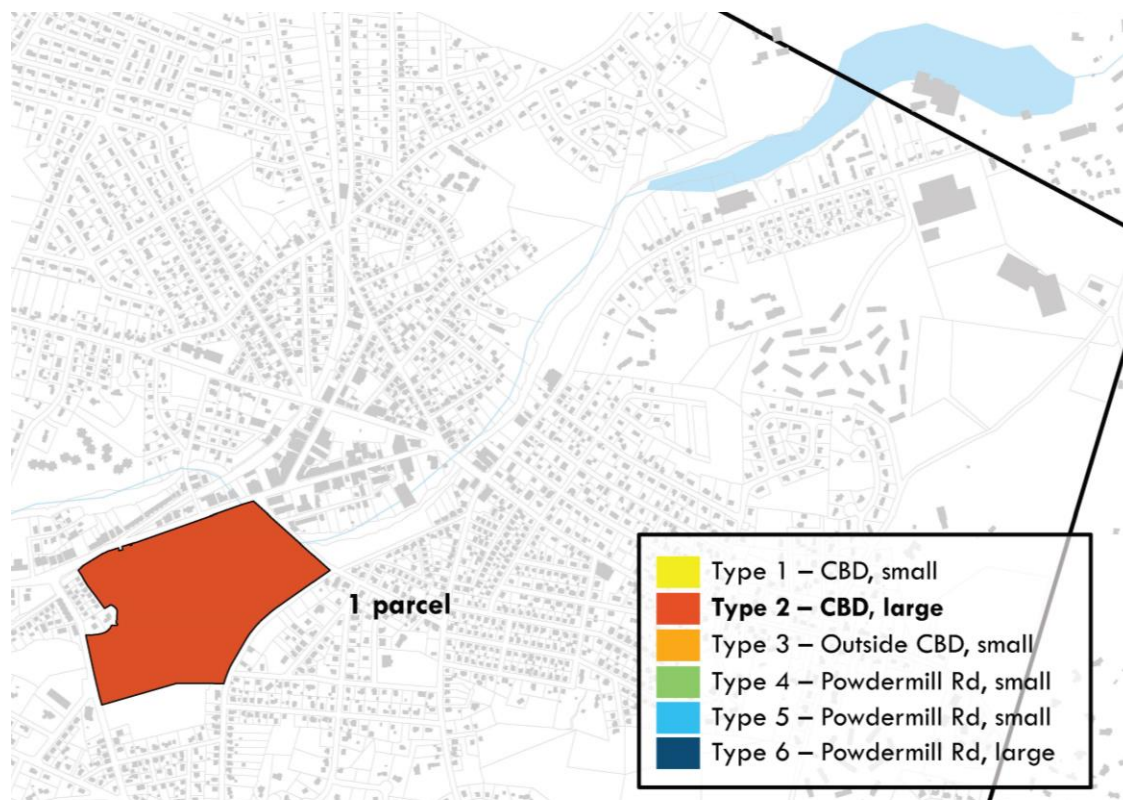 1 parcel
Type 1 – CBD, small
Type 2 – CBD, large
Type 3 – Outside CBD, small
Type 4 – Powdermill Rd, small
Type 5 – Powdermill Rd, small
Type 6 – Powdermill Rd, large